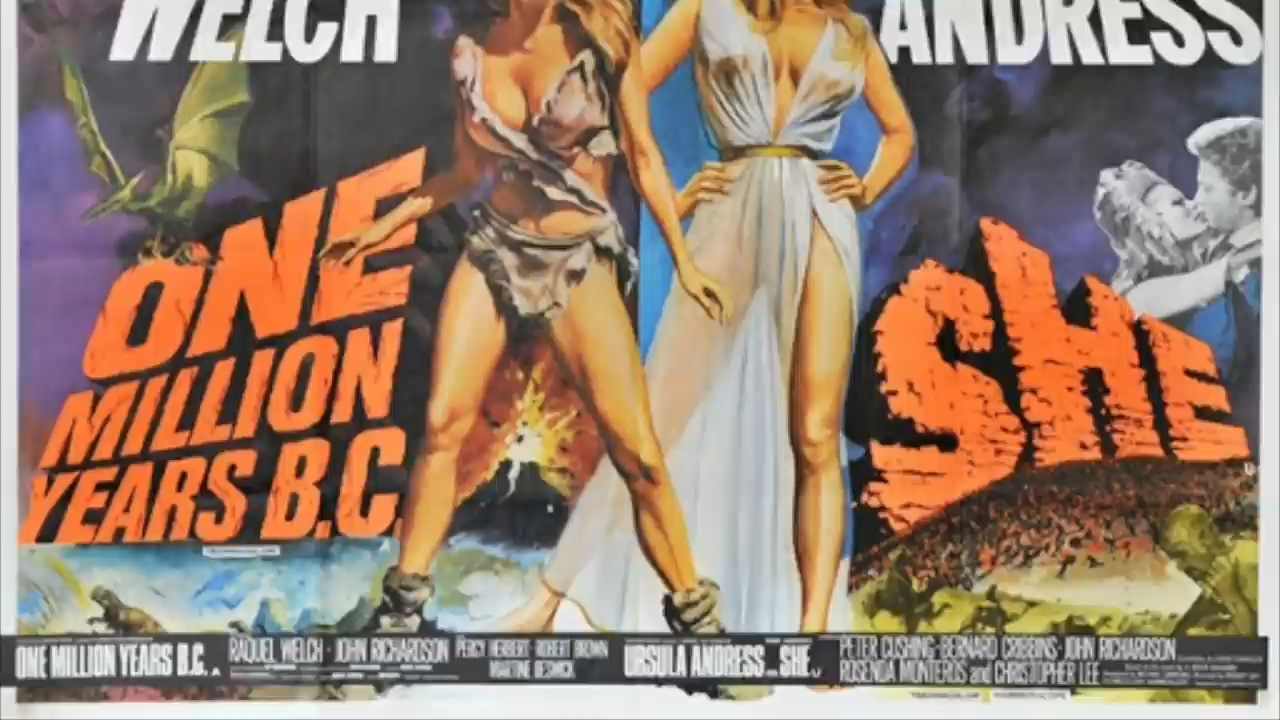 WELCH
ANDRESS
ONE
MILLION
YEARS B.C.
SHE
ONE MILLION YEARS B.C. A
RAQUEL WELCH · JOHN RICHARDSON
PERCY HERBERT · ROBERT BROWN
MARTINE BESWICK
URSULA ANDRESS
SHE U
PETER CUSHING · BERNARD CRIBBINS · JOHN RICHARDSON
ROSENDA MONTEROS and CHRISTOPHER LEE